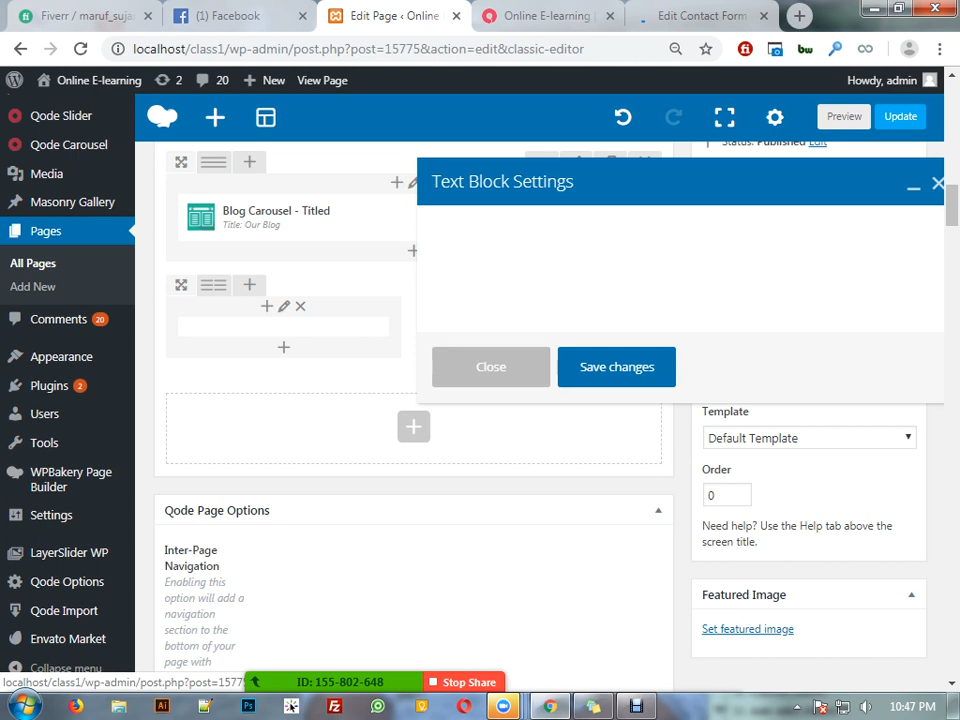 (1) Facebook
Edit Page ‹ Online
Online E-learning
Edit Contact Form
Fiverr / maruf_suja
localhost/class1/wp-admin/post.php?post=15775&action=edit&classic-editor
bw
Online E-learning
2
20
New
View Page
Howdy, admin
Qode Slider
Qode Carousel
Media
Masonry Gallery
Pages
All Pages
Add New
Comments 20
Appearance
Plugins 2
Users
Tools
WPBakery Page
Builder
Settings
LayerSlider WP
Qode Options
Qode Import
Envato Market
Collapse menu
Preview
Update
Status: Published Edit
Blog Carousel - Titled
Title: Our Blog
Text Block Settings
Close
Save changes
Template
Default Template
Order
0
Need help? Use the Help tab above the
screen title.
Featured Image
Set featured image
Qode Page Options
Inter-Page
Navigation
Enabling this
option will add a
navigation
section to the
bottom of your
page with
localhost/class1/wp-admin/post.php?post=1577
ID: 155-802-648
Stop Share
10:47 PM